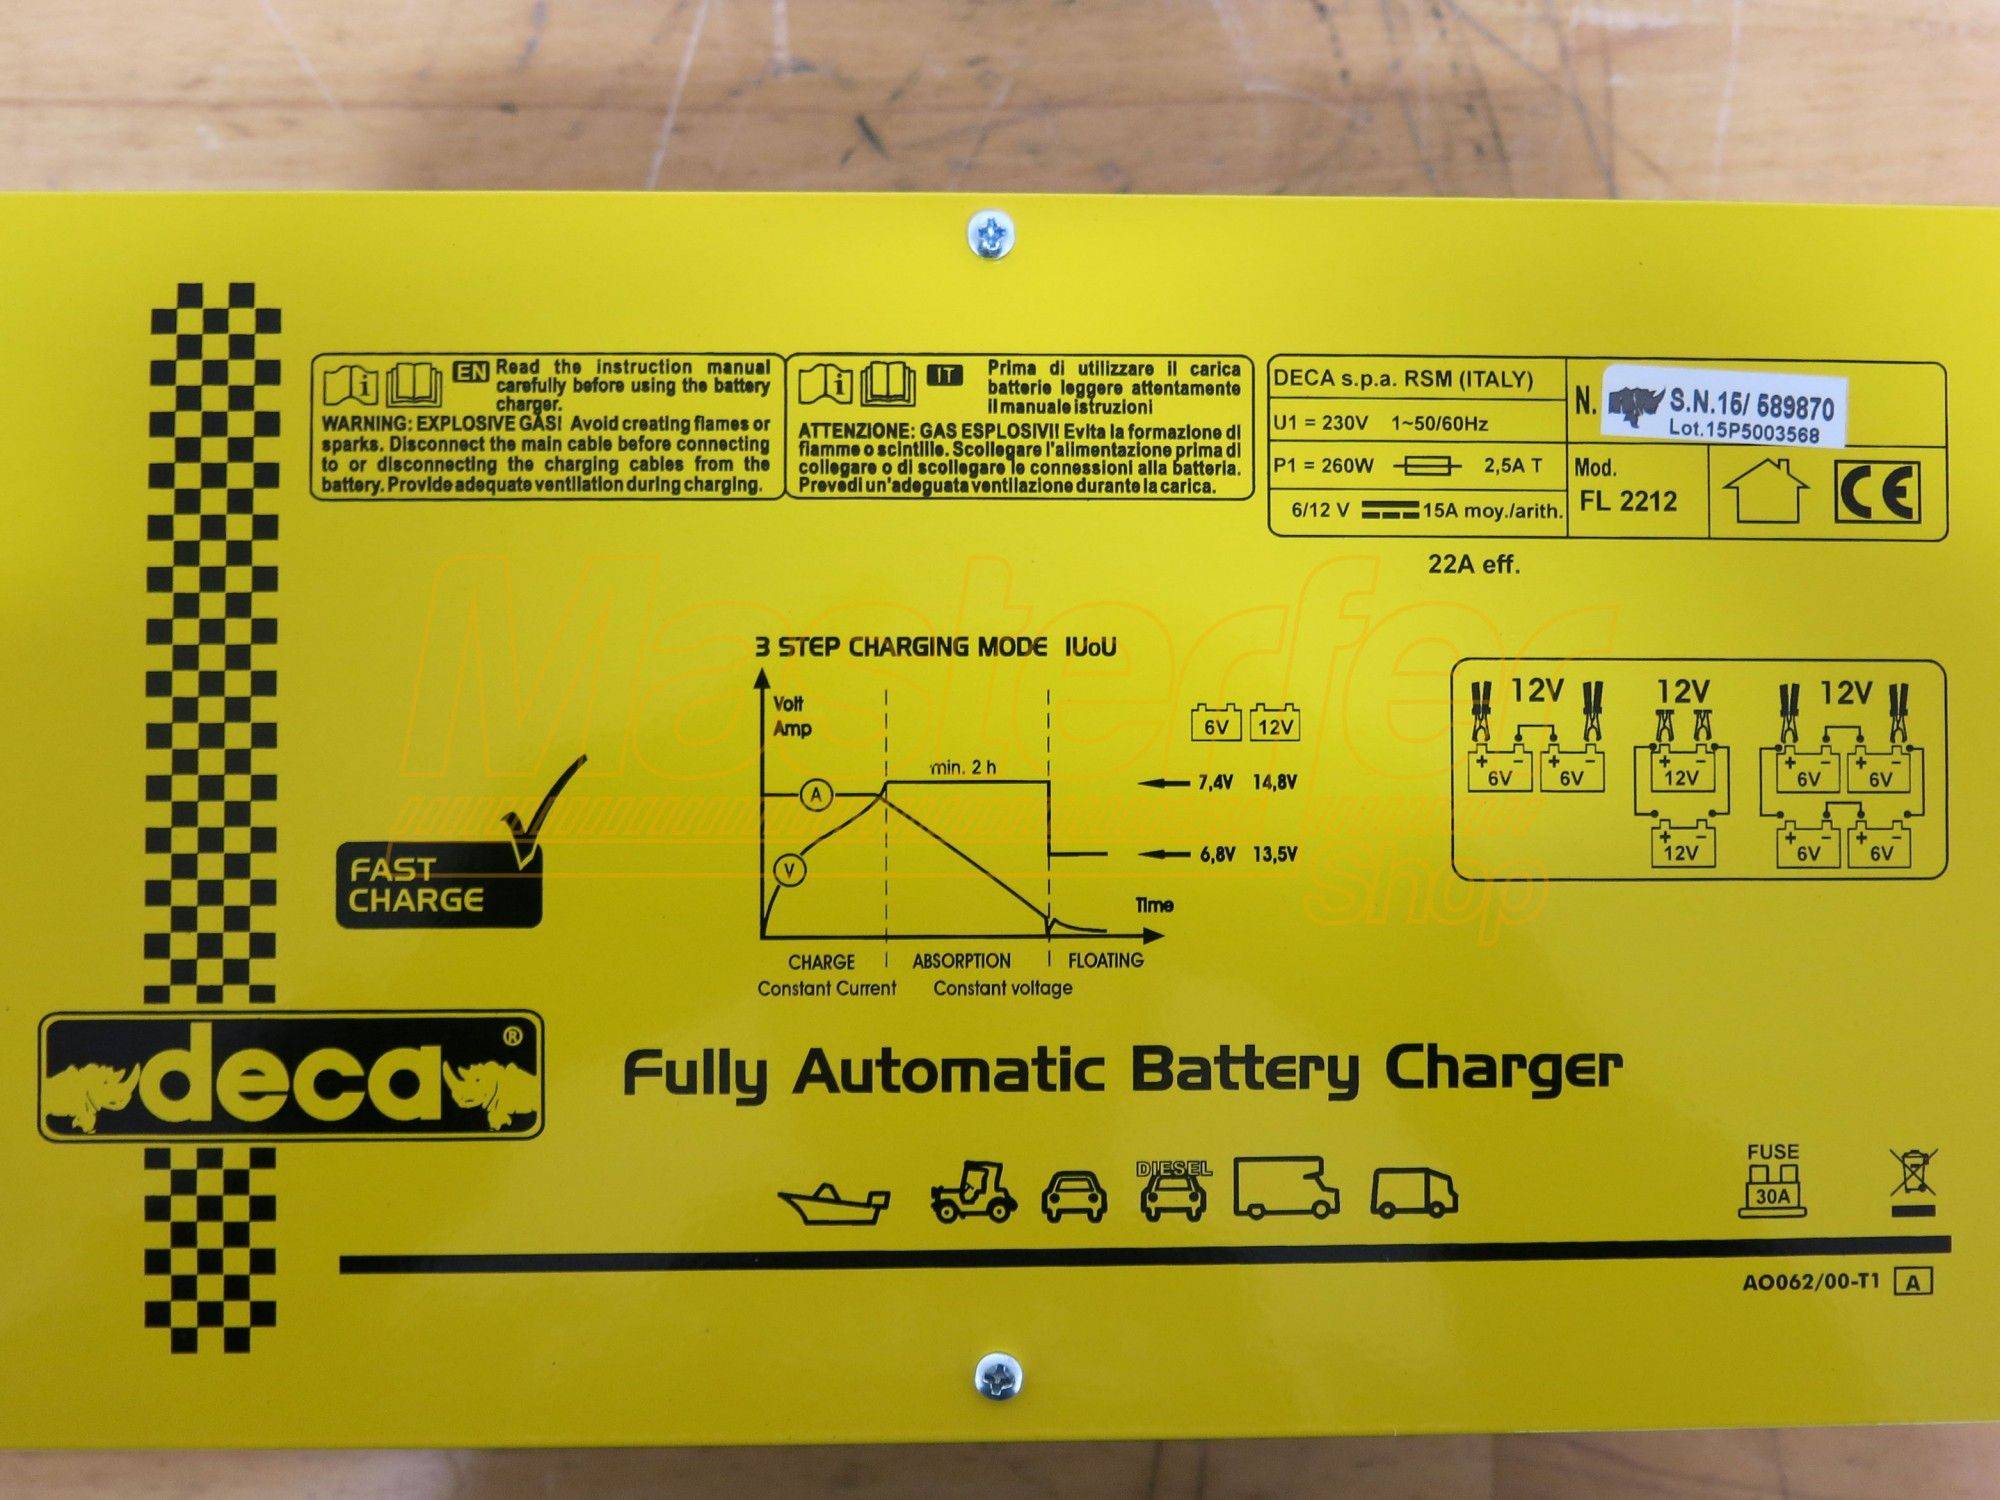 EN Read the instruction manual
carefully before using the battery
charger.
WARNING: EXPLOSIVE GAS! Avoid creating flames or
sparks. Disconnect the main cable before connecting
to or disconnecting the charging cables from the
battery. Provide adequate ventilation during charging.
IT Prima di utilizzare il carica
batterie leggere attentamente
il manuale istruzioni
ATTENZIONE: GAS ESPLOSIVI! Evita la formazione di
fiamme o scintille. Scollegare l'alimentazione prima di
collegare o di scollegare le connessioni alla batteria.
Prevedi un'adeguata ventilazione durante la carica.
DECA s.p.a. RSM (ITALY)
U1 = 230V 1~50/60Hz
P1 = 260W 2,5A T
6/12 V 15A moy./arith.
22A eff.
N.
S.N.15/ 589870
Lot.15P5003568
Mod.
FL 2212
CE
Masterfer
Shop
3 STEP CHARGING MODE IUoU
Volt
Amp
min. 2 h
A
V
Time
CHARGE ABSORPTION FLOATING
Constant Current Constant voltage
6V 12V
7,4V 14,8V
6,8V 13,5V
12V 12V 12V
+ - + - + - + - + -
6V 6V 12V 6V 6V
+ - + - + -
12V 6V 6V
FAST
CHARGE
deca®
Fully Automatic Battery Charger
DIESEL
FUSE
30A
AO062/00-T1 A